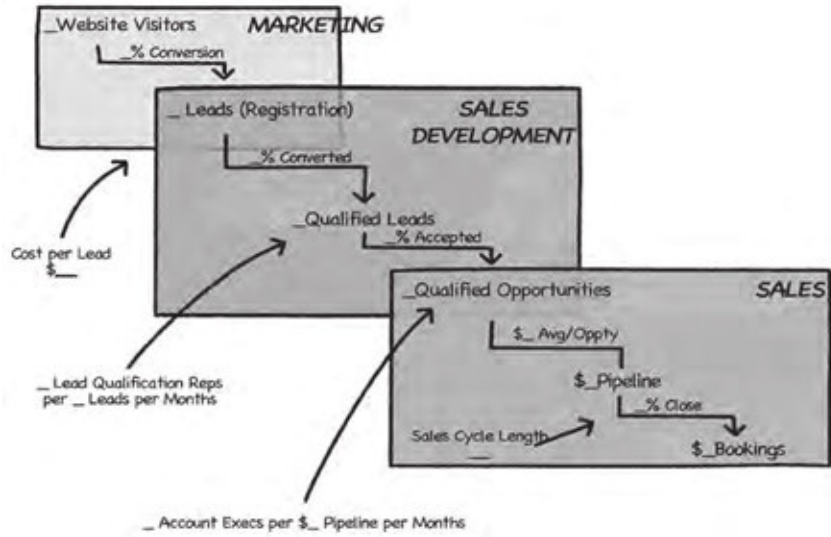 _Website Visitors
MARKETING
_% Conversion
_ Leads (Registration)
SALES
DEVELOPMENT
_% Converted
_Qualified Leads
_% Accepted
Cost per Lead
$__
_Qualified Opportunities
SALES
$_ Avg/Oppty
_ Lead Qualification Reps
per _ Leads per Months
$_Pipeline
_% Close
Sales Cycle Length
__
$_Bookings
_ Account Execs per $_ Pipeline per Months